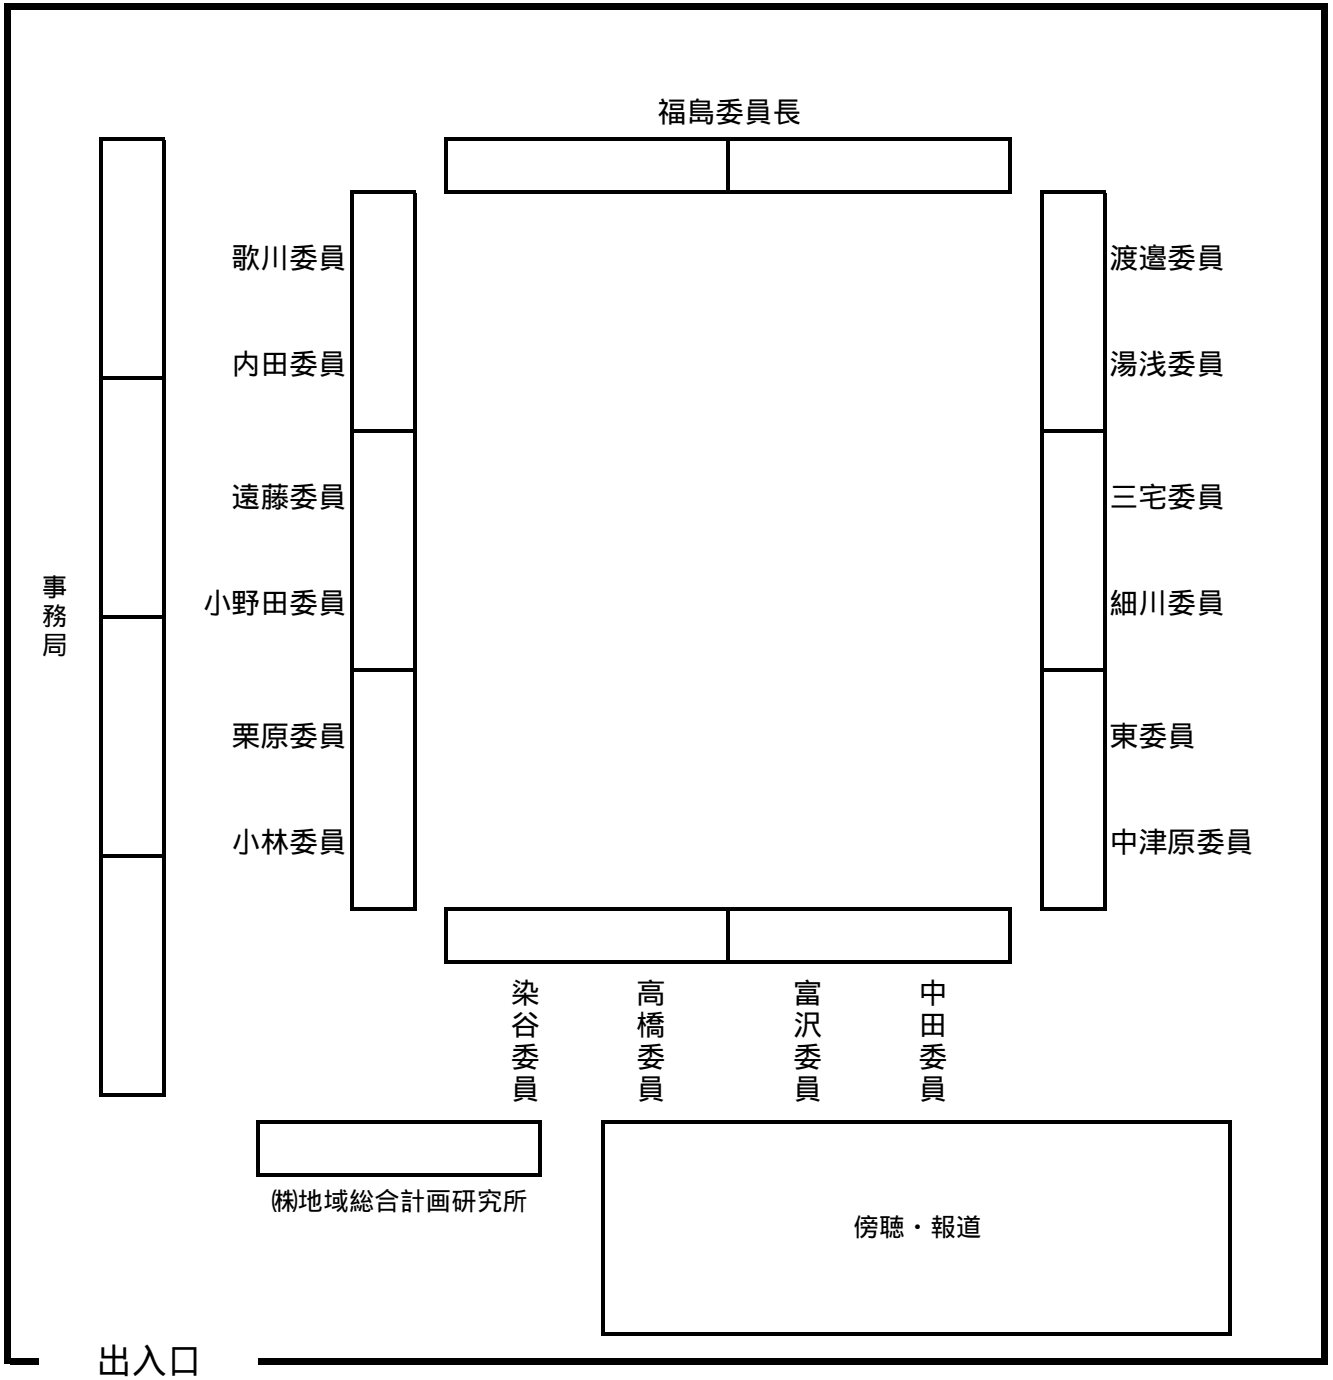 福島委員長
歌川委員
渡邉委員
内田委員
湯浅委員
遠藤委員
三宅委員
事務局
小野田委員
細川委員
栗原委員
東委員
小林委員
中津原委員
染谷委員
高橋委員
富沢委員
中田委員
㈱地域総合計画研究所
傍聴・報道
出入口